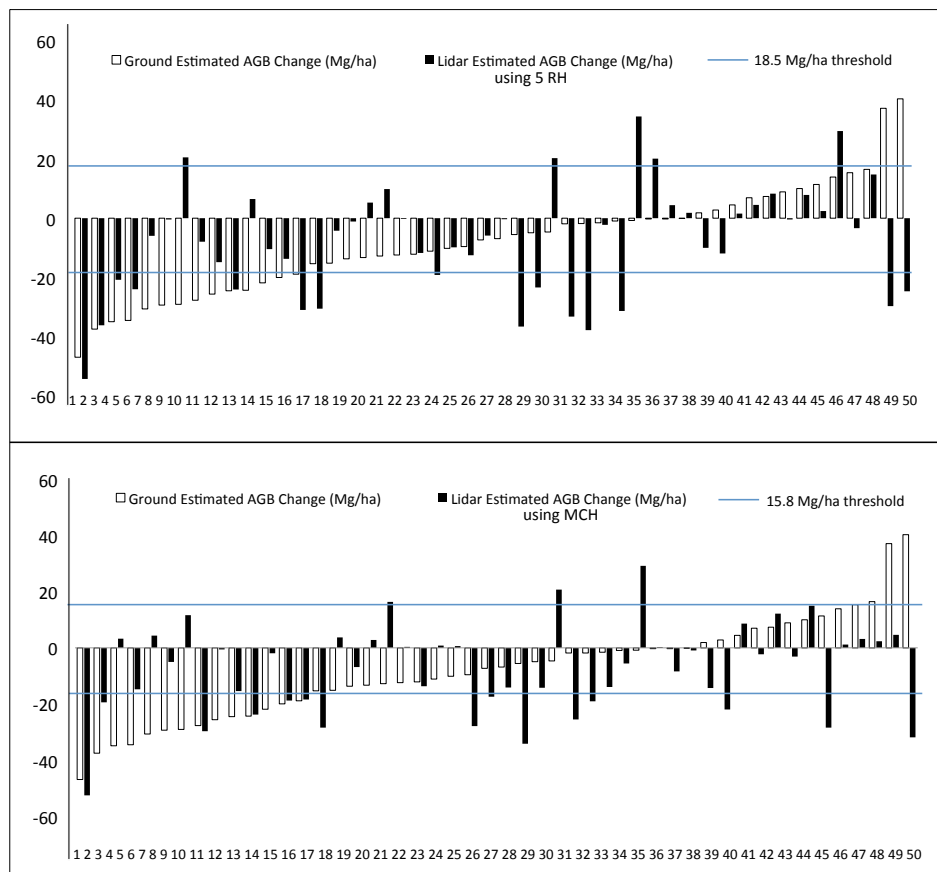 60
Ground Estimated AGB Change (Mg/ha) Lidar Estimated AGB Change (Mg/ha) 18.5 Mg/ha threshold
using 5 RH
40
20
0
-20
-40
-60
1 2 3 4 5 6 7 8 9 10 11 12 13 14 15 16 17 18 19 20 21 22 23 24 25 26 27 28 29 30 31 32 33 34 35 36 37 38 39 40 41 42 43 44 45 46 47 48 49 50
60
Ground Estimated AGB Change (Mg/ha) Lidar Estimated AGB Change (Mg/ha) 15.8 Mg/ha threshold
using MCH
40
20
0
-20
-40
-60
1 2 3 4 5 6 7 8 9 10 11 12 13 14 15 16 17 18 19 20 21 22 23 24 25 26 27 28 29 30 31 32 33 34 35 36 37 38 39 40 41 42 43 44 45 46 47 48 49 50